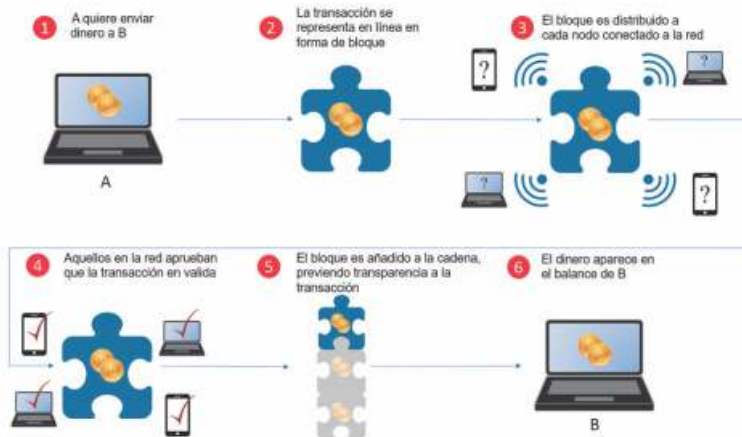 1
A quiere enviar
dinero a B
A
2
La transacción se
representa en línea en
forma de bloque
3
El bloque es distribuido a
cada nodo conectado a la red
?
?
?
?
4
Aquellos en la red aprueban
que la transacción en valida
5
El bloque es añadido a la cadena,
previendo transparencia a la
transacción
6
El dinero aparece en
el balance de B
B